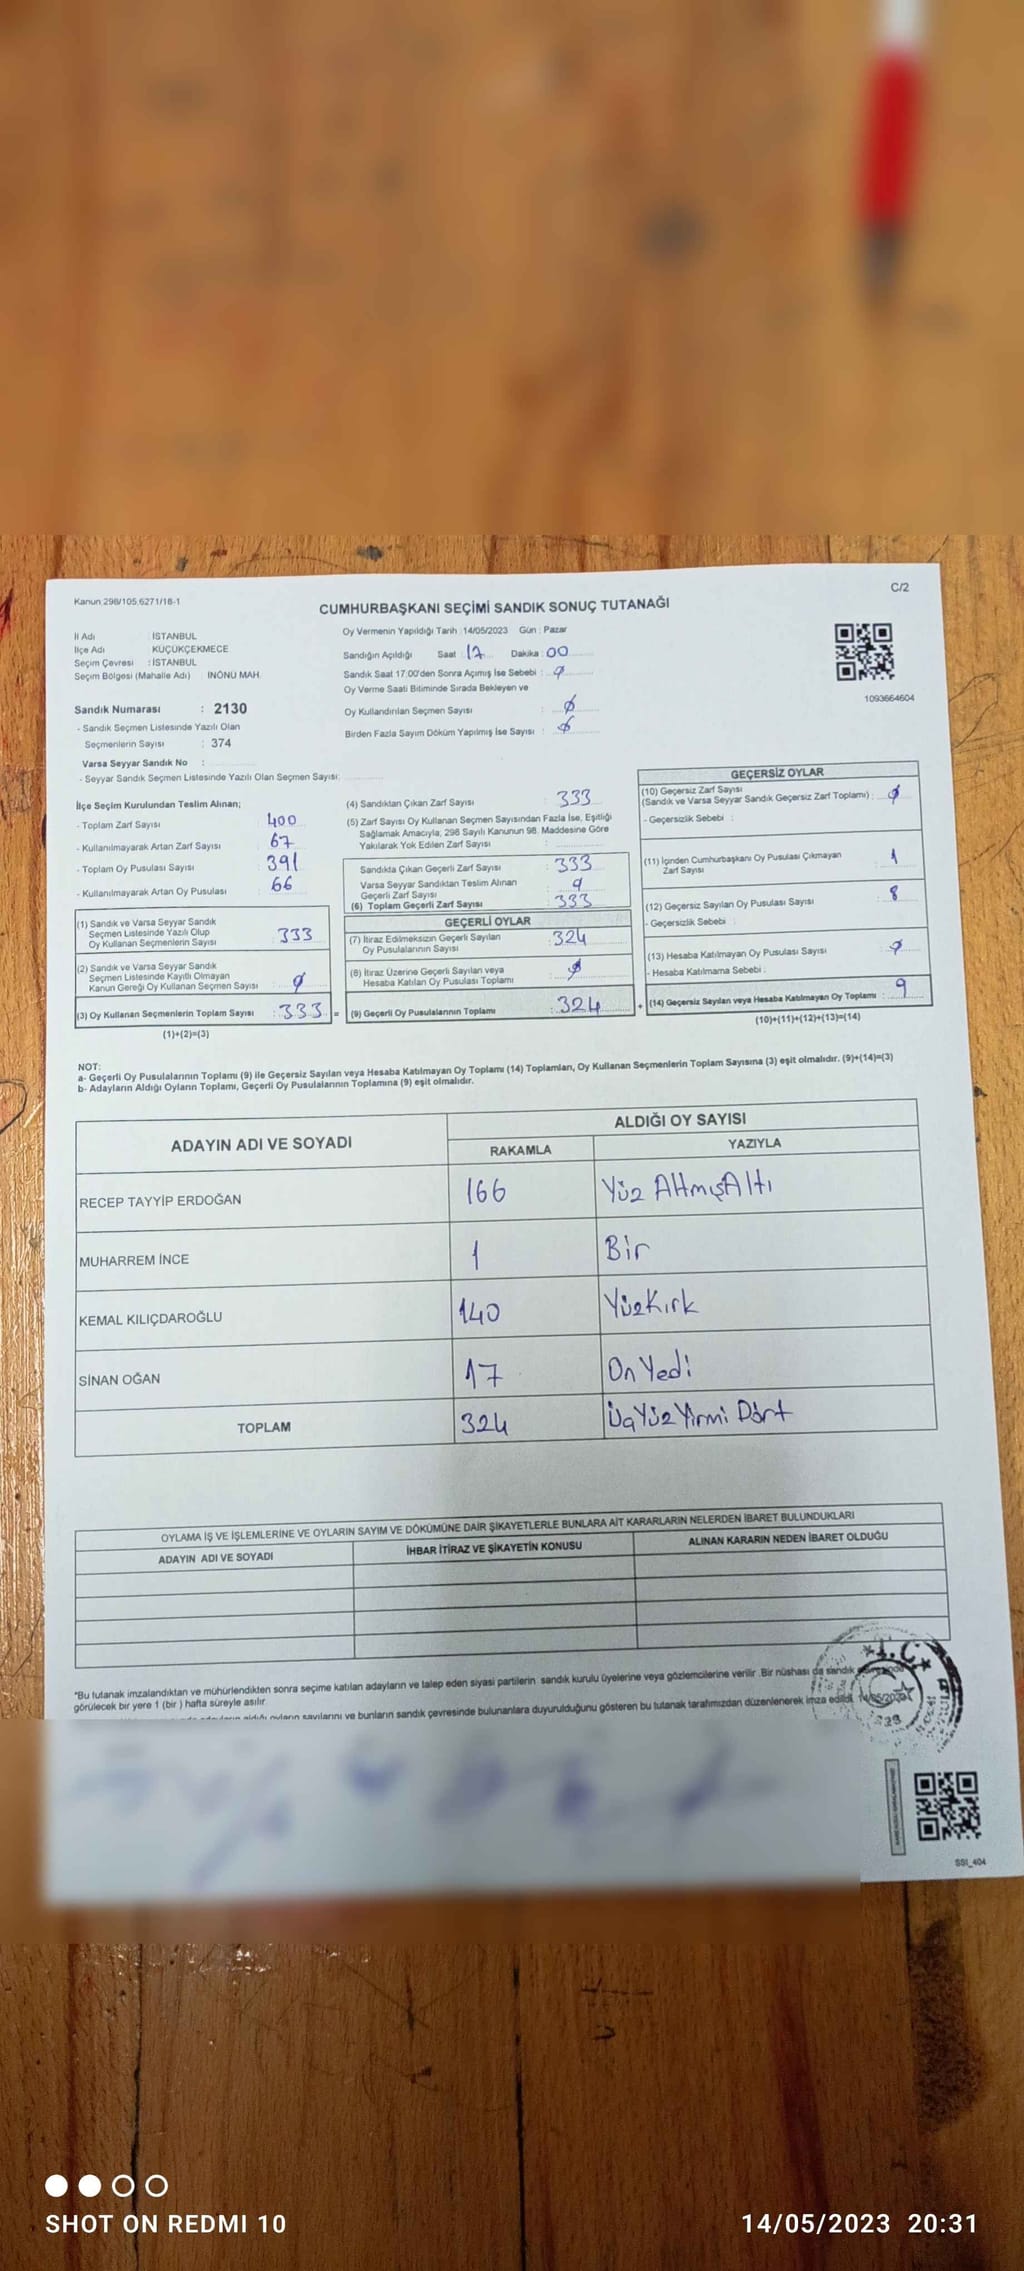 Kanun 298/105,6271/18-1
C/2
CUMHURBAŞKANI SEÇİMİ SANDIK SONUÇ TUTANAĞI
İl Adı : İSTANBUL
İlçe Adı : KÜÇÜKÇEKMECE
Seçim Çevresi : İSTANBUL
Seçim Bölgesi (Mahalle Adı) İNÖNÜ MAH.
Sandık Numarası : 2130
- Sandık Seçmen Listesinde Yazılı Olan
Seçmenlerin Sayısı : 374
Varsa Seyyar Sandık No :
- Seyyar Sandık Seçmen Listesinde Yazılı Olan Seçmen Sayısı:
Oy Vermenin Yapıldığı Tarih :14/05/2023 Gün : Pazar
Sandığın Açıldığı Saat : 17 Dakika : 00
Sandık Saat 17:00'den Sonra Açımış İse Sebebi : ϕ
Oy Verme Saati Bitiminde Sırada Bekleyen ve
Oy Kullandırılan Seçmen Sayısı : ϕ
Birden Fazla Sayım Döküm Yapılmış İse Sayısı : ϕ
1093664604
İlçe Seçim Kurulundan Teslim Alınan;
- Toplam Zarf Sayısı : 400
- Kullanılmayarak Artan Zarf Sayısı : 67
- Toplam Oy Pusulası Sayısı : 391
- Kullanılmayarak Artan Oy Pusulası : 66
(1) Sandık ve Varsa Seyyar Sandık
Seçmen Listesinde Yazılı Olup
Oy Kullanan Seçmenlerin Sayısı : 333
(2) Sandık ve Varsa Seyyar Sandık
Seçmen Listesinde Kayıtlı Olmayan
Kanun Gereği Oy Kullanan Seçmen Sayısı : ϕ
(3) Oy Kullanan Seçmenlerin Toplam Sayısı : 333 =
(1)+(2)=(3)
(4) Sandıktan Çıkan Zarf Sayısı : 333
(5) Zarf Sayısı Oy Kullanan Seçmen Sayısından Fazla İse, Eşitliği
Sağlamak Amacıyla, 298 Sayılı Kanunun 98. Maddesine Göre
Yakılarak Yok Edilen Zarf Sayısı :
Sandıkta Çıkan Geçerli Zarf Sayısı : 333
Varsa Seyyar Sandıktan Teslim Alınan
Geçerli Zarf Sayısı : ϕ
(6) Toplam Geçerli Zarf Sayısı : 333
GEÇERLİ OYLAR
(7) İtiraz Edilmeksizin Geçerli Sayılan
Oy Pusulalarının Sayısı : 324
(8) İtiraz Üzerine Geçerli Sayılan veya
Hesaba Katılan Oy Pusulası Toplamı : ϕ
(9) Geçerli Oy Pusulalarının Toplamı : 324 +
GEÇERSİZ OYLAR
(10) Geçersiz Zarf Sayısı
(Sandık ve Varsa Seyyar Sandık Geçersiz Zarf Toplamı) : ϕ
- Geçersizlik Sebebi :
(11) İçinden Cumhurbaşkanı Oy Pusulası Çıkmayan
Zarf Sayısı : 1
(12) Geçersiz Sayılan Oy Pusulası Sayısı : 8
- Geçersizlik Sebebi :
(13) Hesaba Katılmayan Oy Pusulası Sayısı : ϕ
- Hesaba Katılmama Sebebi :
(14) Geçersiz Sayılan veya Hesaba Katılmayan Oy Toplamı : 9
(10)+(11)+(12)+(13)=(14)
NOT:
a- Geçerli Oy Pusulalarının Toplamı (9) ile Geçersiz Sayılan veya Hesaba Katılmayan Oy Toplamı (14) Toplamları, Oy Kullanan Seçmenlerin Toplam Sayısına (3) eşit olmalıdır. (9)+(14)=(3)
b- Adayların Aldığı Oyların Toplamı, Geçerli Oy Pusulalarının Toplamına (9) eşit olmalıdır.
ADAYIN ADI VE SOYADI
ALDIĞI OY SAYISI
RAKAMLA YAZIYLA
RECEP TAYYİP ERDOĞAN 166 Yüz AltmışAltı
MUHARREM İNCE 1 Bir
KEMAL KILIÇDAROĞLU 140 YüzKırk
SİNAN OĞAN 17 OnYedi
TOPLAM 324 ÜçYüzYirmi Dört
OYLAMA İŞ VE İŞLEMLERİNE VE OYLARIN SAYIM VE DÖKÜMÜNE DAİR ŞİKAYETLERLE BUNLARA AİT KARARLARIN NELERDEN İBARET BULUNDUKLARI
ADAYIN ADI VE SOYADI İHBAR İTİRAZ VE ŞİKAYETİN KONUSU ALINAN KARARIN NEDEN İBARET OLDUĞU
*Bu tutanak imzalandıktan ve mühürlendikten sonra seçime katılan adayların ve talep eden siyasi partilerin sandık kurulu üyelerine veya gözlemcilerine verilir. Bir nüshası da sandık
görülecek bir yere 1 (bir ) hafta süreyle asılır.
aldığı oyların sayılarını ve bunların sandık çevresinde bulunanlara duyurulduğunu gösteren bu tutanak tarafımızdan düzenlenerek imza edildi. 14/05/2023
T.C.
SSI_404
SHOT ON REDMI 10
14/05/2023 20:31